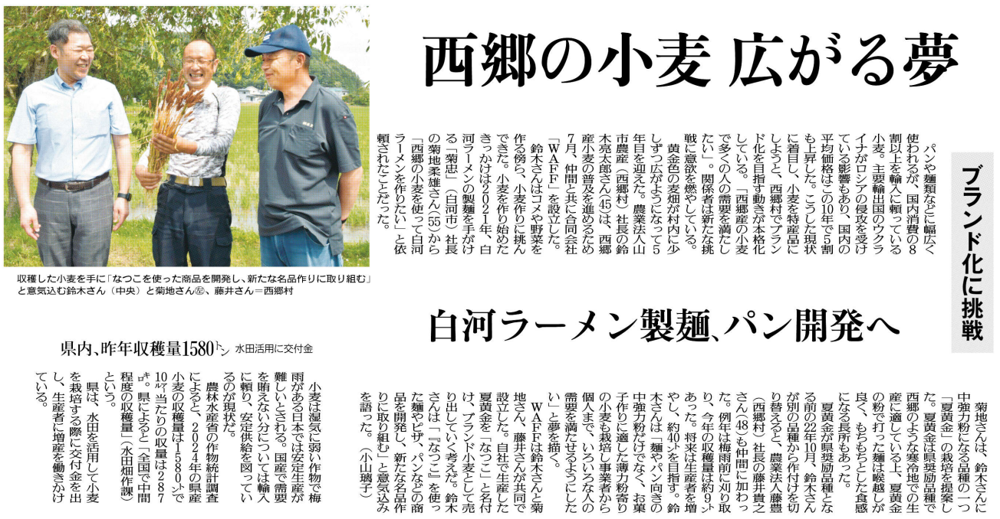 西郷の小麦 広がる夢
ブランド化に挑戦
パンや麺類などに幅広く
使われるが、国内消費の8
割以上を輸入に頼っている
小麦。主要輸出国のウクラ
イナがロシアの侵攻を受け
ている影響もあり、国内の
平均価格はこの10年で5割
も上昇した。こうした現状
に着目し、小麦を特産品に
しようと、西郷村でブラン
ド化を目指す動きが本格化
している。「西郷産の小麦
で多くの人の需要を満たし
たい」。関係者は新たな挑
戦に意欲を燃やしている。
黄金色の麦畑が村内に少
しずつ広がるようになって5
年目を迎えた。農業法人山
市農産（西郷村）社長の鈴
木亮太郎さん（45）は、西郷
産小麦の普及を進めるため
7月、仲間と共に合同会社
「WAFF」を設立した。
鈴木さんはコメや野菜を
作る傍ら、小麦作りに挑ん
できた。小麦を作り始めた
きっかけは2021年、白
河ラーメンの製麺を手がけ
る「菊忠」（白河市）社長
の菊地柔雄さん（55）から
「西郷の小麦を使って白河
ラーメンを作りたい」と依
頼されたことだった。
収穫した小麦を手に「なつこを使った商品を開発し、新たな名品作りに取り組む」
と意気込む鈴木さん（中央）と菊地さん㊧、藤井さん＝西郷村
白河ラーメン製麺、パン開発へ
菊地さんは、鈴木さんに
中強力粉になる品種の一つ
「夏黄金」の栽培を提案し
た。夏黄金は県奨励品種で
西郷のような寒冷地での生
産に適している上、夏黄金
の粉で打った麺は喉越しが
良く、もちもちとした食感
になる長所もあった。
夏黄金が県奨励品種とな
る前の22年10月、鈴木さん
が別の品種から作付けを切
り替えると、農業法人藤豊
（西郷村）社長の藤井貴之
さん（48）も仲間に加わっ
た。例年は梅雨前に刈り取
り、今年の収穫量は約9㌧
あった。将来は生産者を増
やし、約40㌧を目指す。鈴
木さんは「麺やパン向きの
中強力粉だけでなく、お菓
子作りに適した薄力粉寄り
の小麦も栽培し事業者から
個人まで、いろいろな人の
需要を満たせるようにした
い」と夢を描く。
WAFFは鈴木さんと菊
地さん、藤井さんが共同で
設立した。自社で生産した
夏黄金を「なつこ」と名付
け、ブランド小麦として売
り出していく考えだ。鈴木
さんは「『なつこ』を使っ
た麺やピザ、パンなどの商
品を開発し、新たな名品作
りに取り組む」と意気込み
を語った。（小山璃子）
県内、昨年収穫量1580㌧ 水田活用に交付金
小麦は湿気に弱い作物で梅
雨がある日本では安定生産が
難しいとされる。国産で需要
を賄えない分については輸入
に頼り、安定供給を図ってい
るのが現状だ。
農林水産省の作物統計調査
によると、2024年の県産
小麦の収穫量は1580㌧で
10㌃当たりの収量は287
㌔。県によると「全国で中間
程度の収穫量」（水田畑作課）
という。
県は、水田を活用して小麦
を栽培する際に交付金を出
し、生産者に増産を働きかけ
ている。